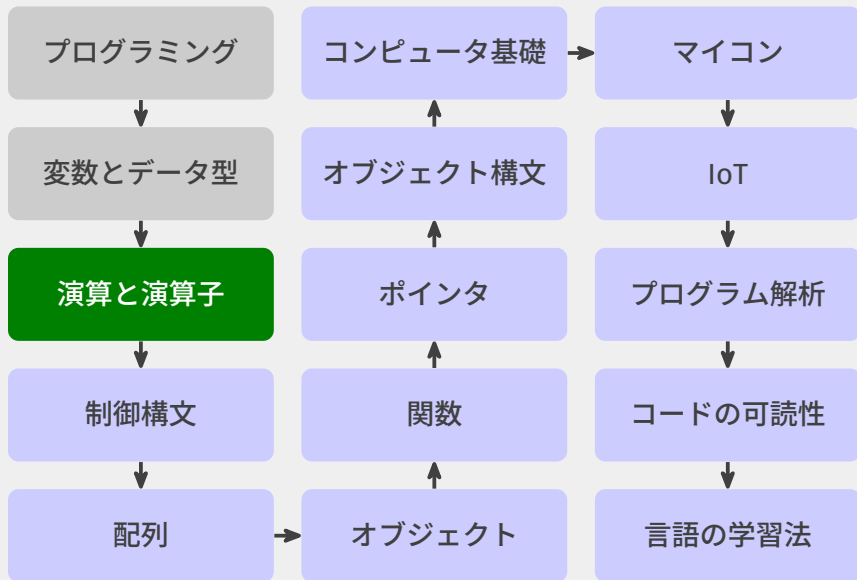 プログラミング
変数とデータ型
演算と演算子
制御構文
配列
オブジェクト
関数
ポインタ
オブジェクト構文
コンピュータ基礎
マイコン
IoT
プログラム解析
コードの可読性
言語の学習法